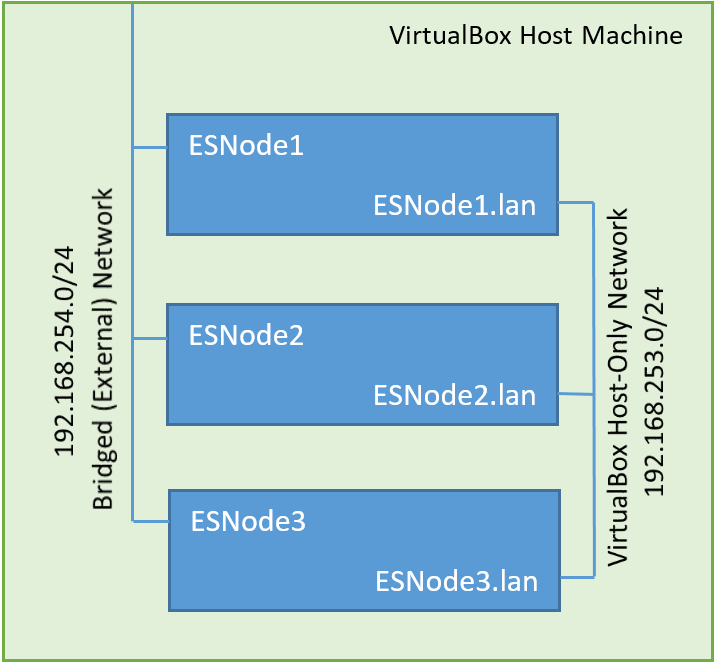 VirtualBox Host Machine
ESNode1
ESNode1.lan
192.168.254.0/24
Bridged (External) Network
ESNode2
ESNode2.lan
VirtualBox Host-Only Network
192.168.253.0/24
ESNode3
ESNode3.lan